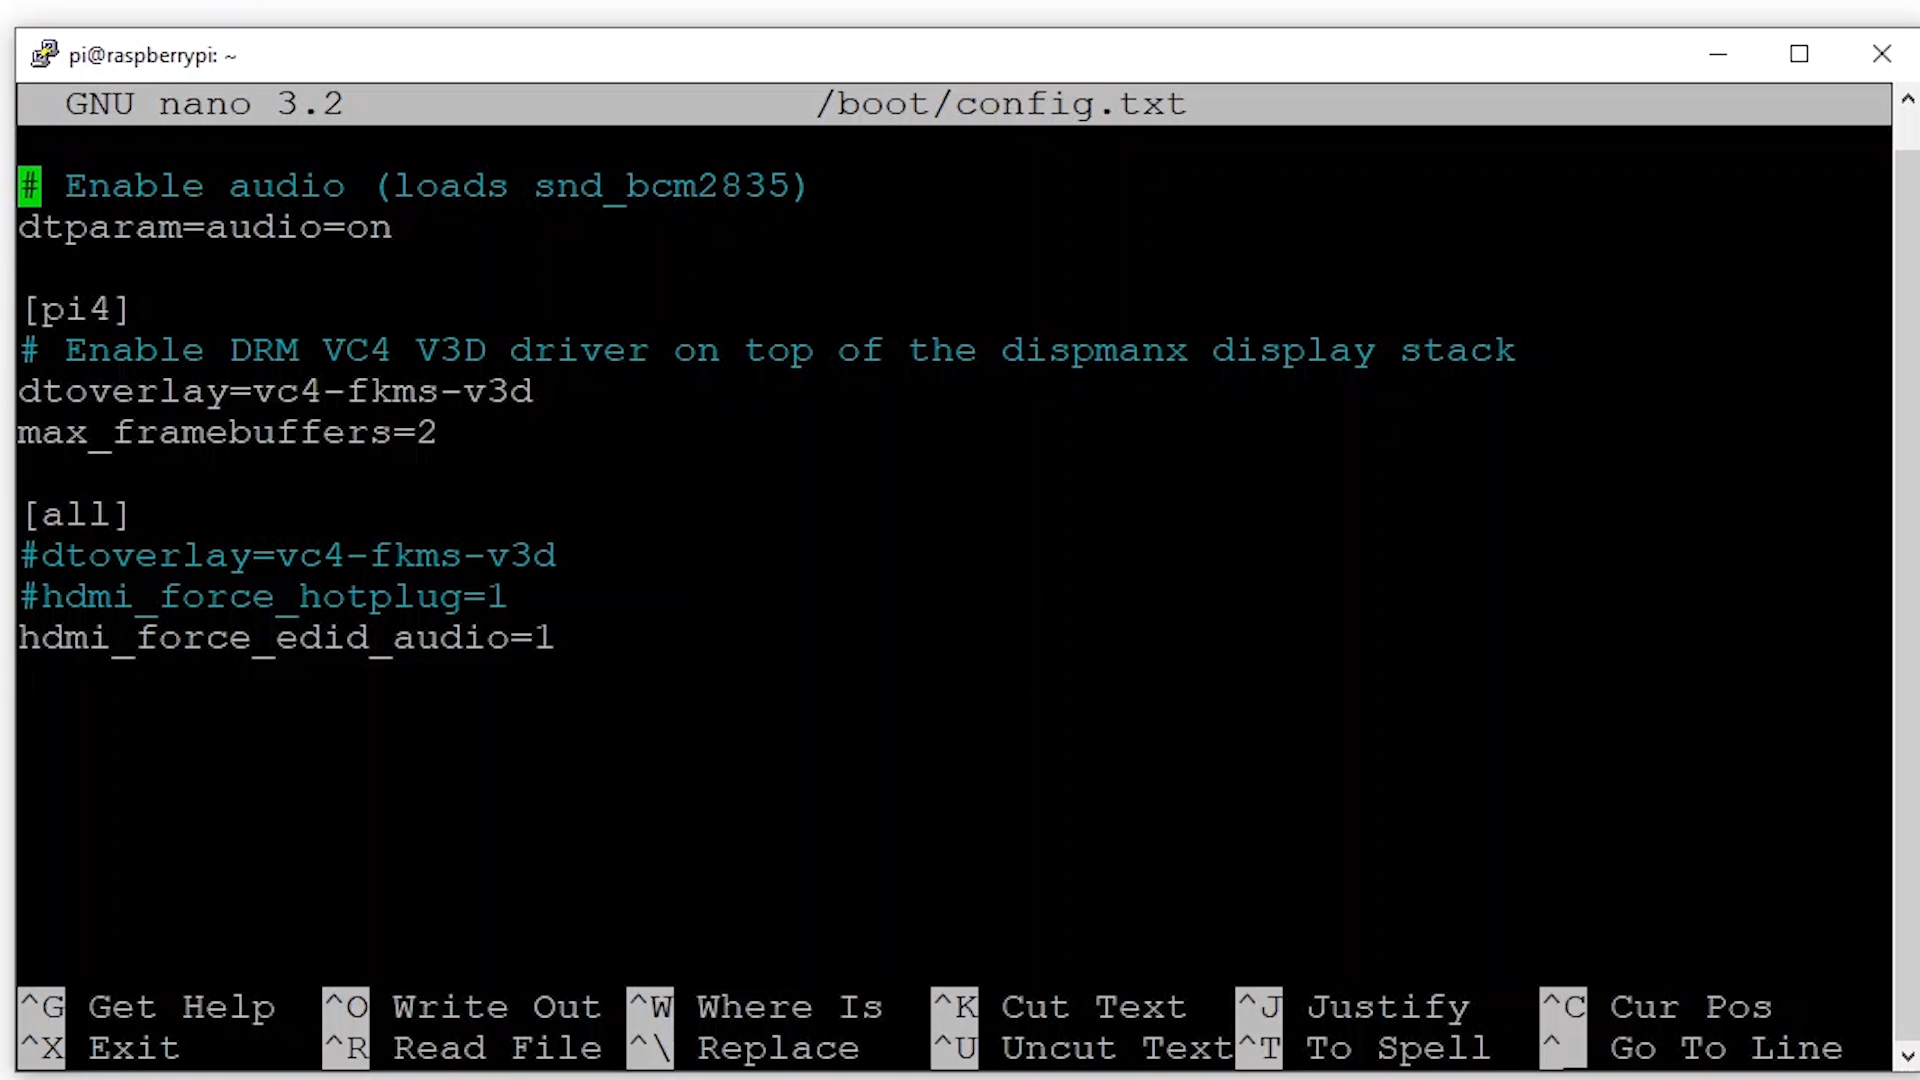 pi@raspberrypi: ~
GNU nano 3.2 /boot/config.txt
# Enable audio (loads snd_bcm2835)
dtparam=audio=on
[pi4]
# Enable DRM VC4 V3D driver on top of the dispmanx display stack
dtoverlay=vc4-fkms-v3d
max_framebuffers=2
[all]
#dtoverlay=vc4-fkms-v3d
#hdmi_force_hotplug=1
hdmi_force_edid_audio=1
^G Get Help ^O Write Out ^W Where Is ^K Cut Text ^J Justify ^C Cur Pos
^X Exit ^R Read File ^\ Replace ^U Uncut Text ^T To Spell ^_ Go To Line